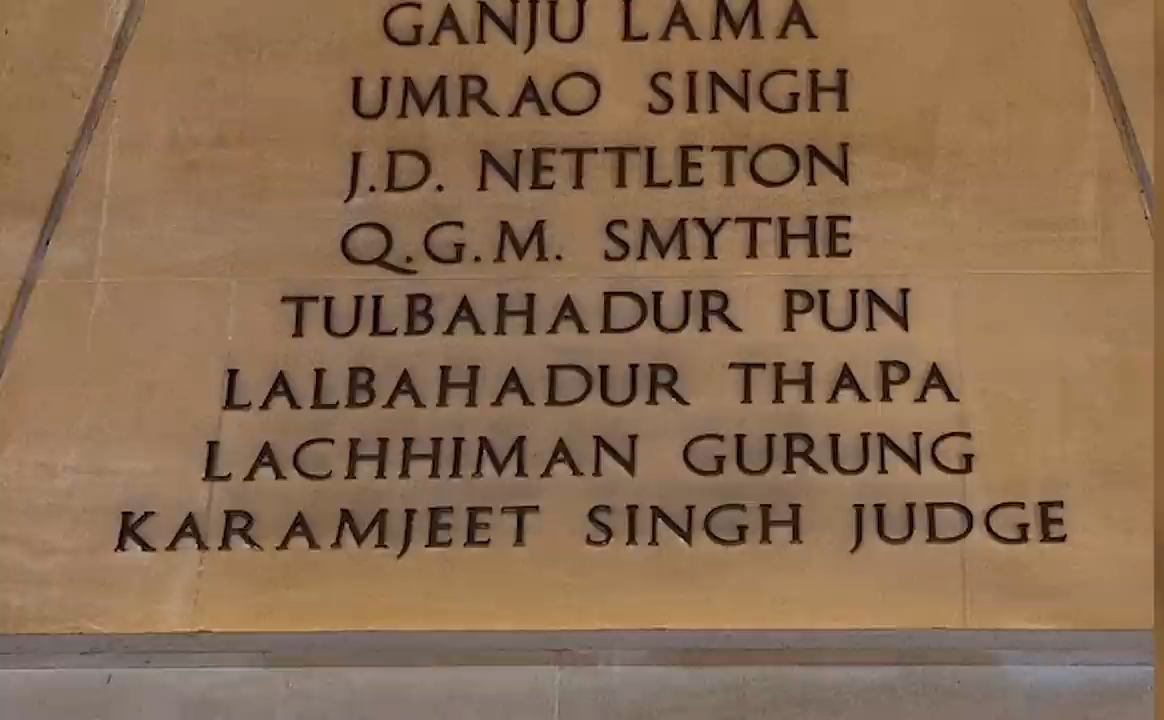 GANJU LAMA
UMRAO SINGH
J.D. NETTLETON
Q.G.M. SMYTHE
TULBAHADUR PUN
LALBAHADUR THAPA
LACHHIMAN GURUNG
KARAMJEET SINGH JUDGE